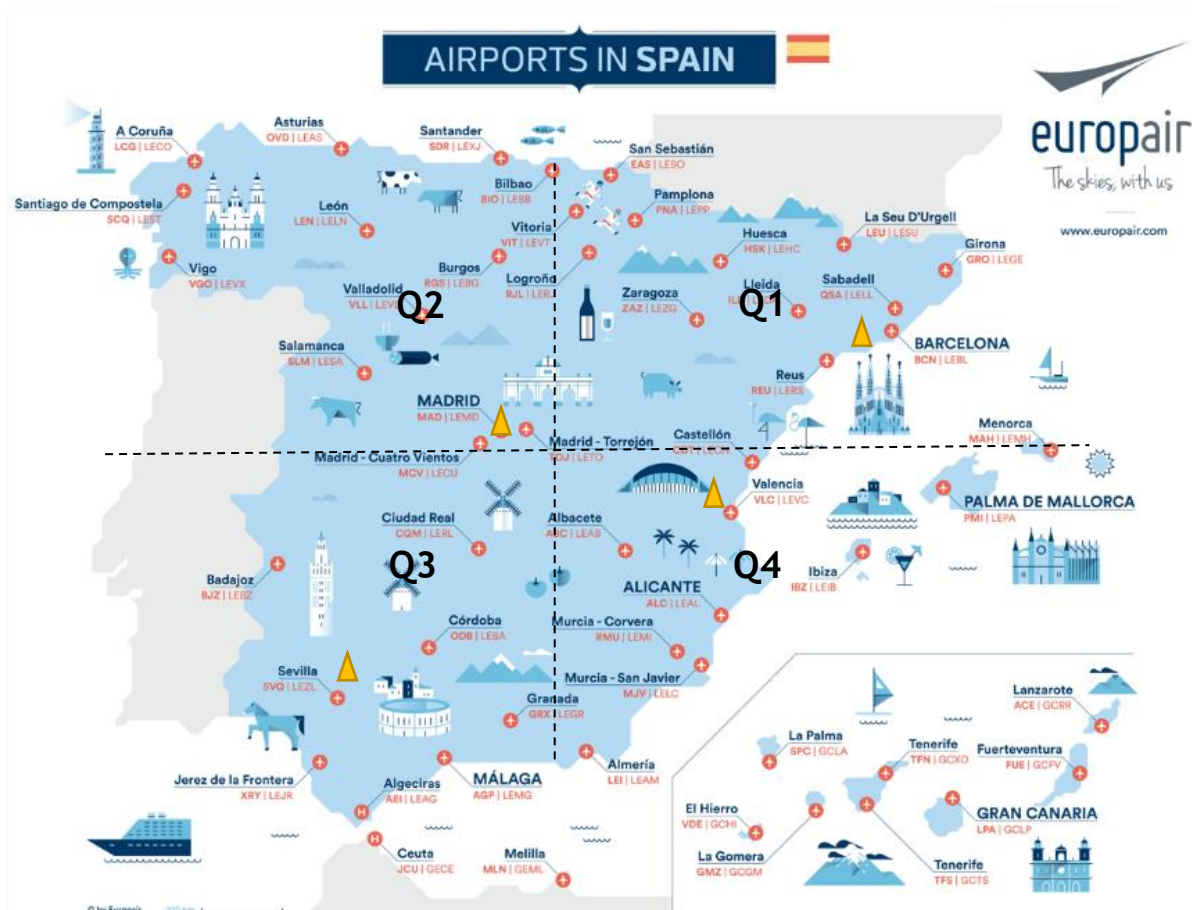 AIRPORTS IN SPAIN
europair
The skies, with us
www.europair.com
A Coruña
LCG | LECO
Asturias
OVD | LEAS
Santander
SDR | LEXJ
San Sebastián
EAS | LESO
Bilbao
BIO | LEBB
Santiago de Compostela
SCQ | LEST
León
LEN | LELN
Vitoria
VIT | LEVT
Pamplona
PNA | LEPP
Huesca
HSK | LEHC
La Seu D'Urgell
LEU | LESU
Girona
GRO | LEGE
Vigo
VGO | LEVX
Burgos
RGS | LEBG
Logroño
RJL |
Valladolid
VLL |
Q2
Zaragoza
ZAZ | LEZG
Lleida
Q1
Sabadell
QSA | LELL
BARCELONA
BCN | LEBL
Salamanca
SLM | LESA
Reus
REU | LERS
MADRID
MAD | LEMD
Madrid - Torrejón
TOJ | LETO
Madrid - Cuatro Vientos
MCV | LECU
Castellón
Menorca
MAH | LEMH
Valencia
VLC | LEVC
PALMA DE MALLORCA
PMI | LEPA
Ciudad Real
CQM | LERL
Albacete
ABC | LEAB
Q3
Q4
Badajoz
BJZ | LEBZ
Ibiza
IBZ | LEIB
ALICANTE
ALC | LEAL
Córdoba
ODB | LEBA
Murcia - Corvera
RMU | LEMI
Sevilla
SVQ | LEZL
Murcia - San Javier
MJV | LELC
Granada
GRX | LEGR
Almería
LEI | LEAM
Jerez de la Frontera
XRY | LEJR
Algeciras
AEI | LEAG
H
MÁLAGA
AGP | LEMG
H
Ceuta
JCU | GECE
Melilla
MLN | GEML
La Palma
SPC | GCLA
Tenerife
TFN | GCXO
Lanzarote
ACE | GCRR
Fuerteventura
FUE | GCFV
El Hierro
VDE | GCHI
GRAN CANARIA
LPA | GCLP
La Gomera
GMZ | GCGM
Tenerife
TFS | GCTS